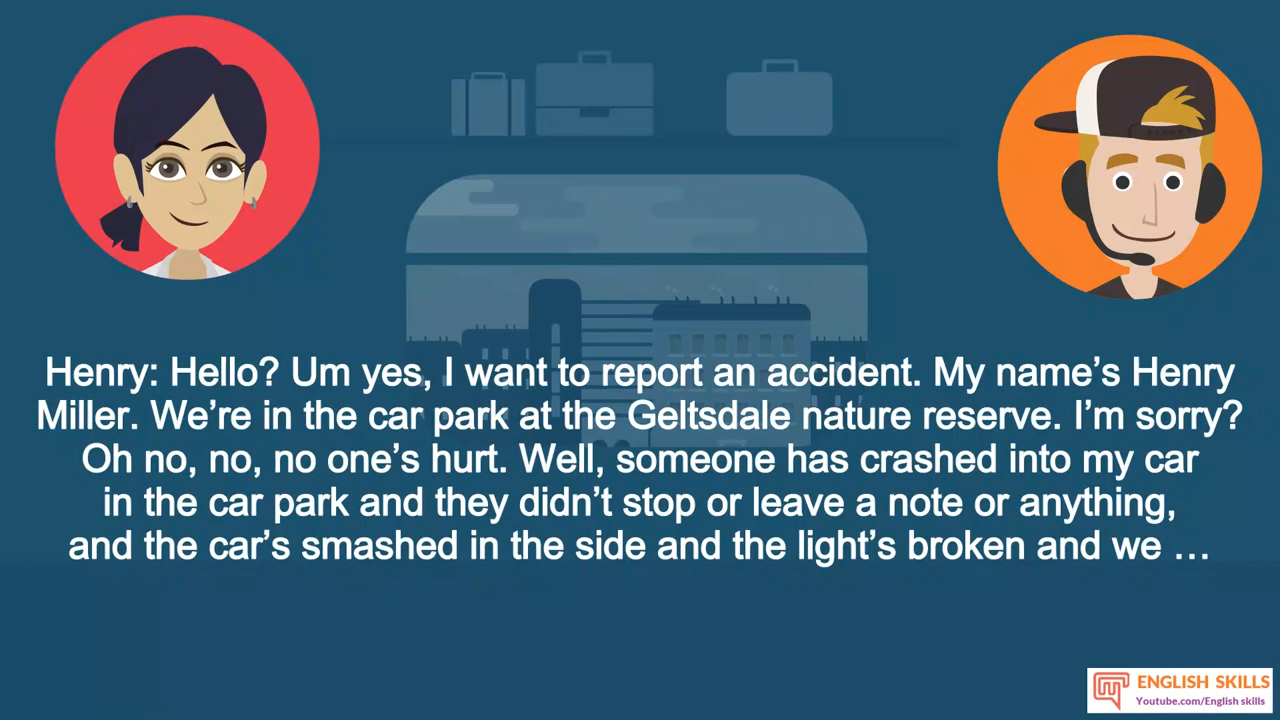 Henry: Hello? Um yes, I want to report an accident. My name’s Henry
Miller. We’re in the car park at the Geltsdale nature reserve. I’m sorry?
Oh no, no, no one’s hurt. Well, someone has crashed into my car
in the car park and they didn’t stop or leave a note or anything,
and the car’s smashed in the side and the light’s broken and we …
ENGLISH SKILLS
Youtube.com/English skills